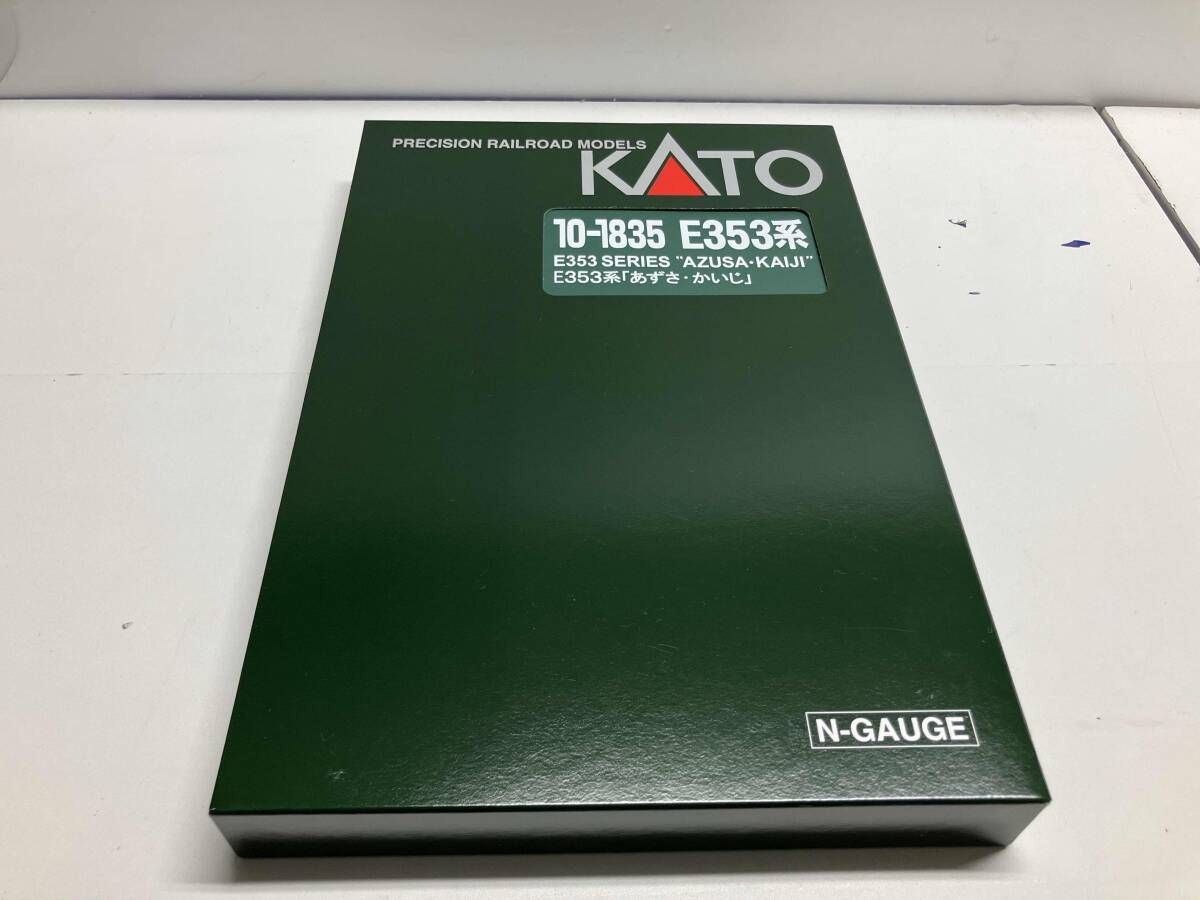 PRECISION RAILROAD MODELS
KATO
10-1835 E353系
E353 SERIES "AZUSA・KAIJI"
E353系「あずさ・かいじ」
N-GAUGE